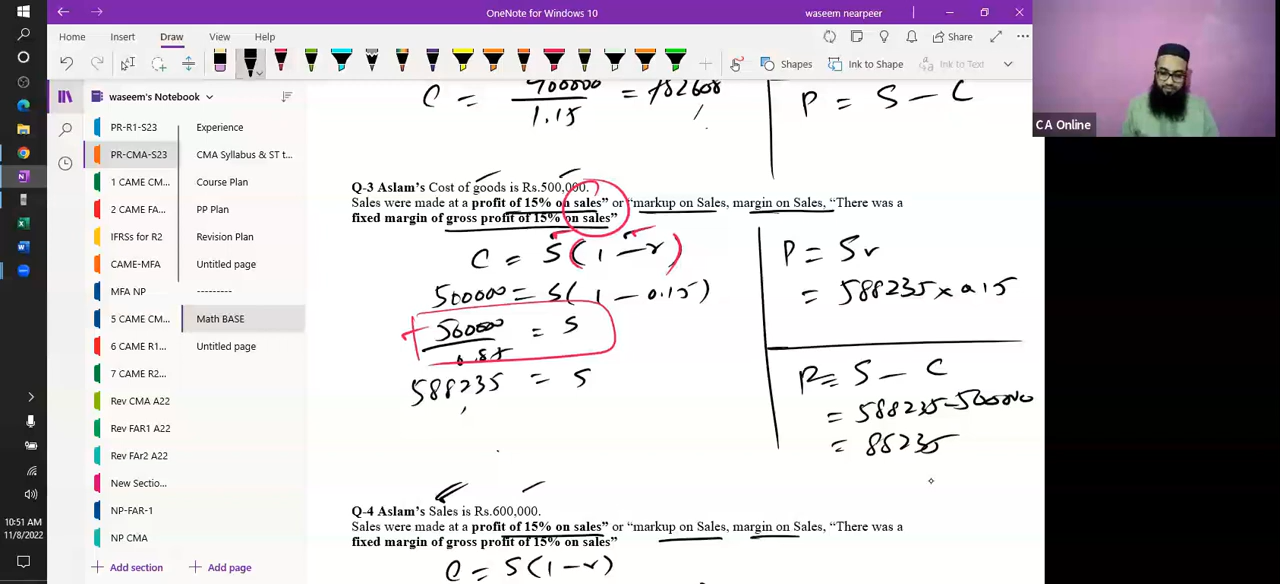 OneNote for Windows 10
waseem nearpeer
Home
Insert
Draw
View
Help
Share
Shapes
Ink to Shape
Ink to Text
waseem's Notebook
PR-R1-S23
PR-CMA-S23
1 CAME CM...
2 CAME FA...
IFRSs for R2
CAME-MFA
MFA NP
5 CAME CM...
6 CAME R1...
7 CAME R2...
Rev CMA A22
Rev FAR1 A22
Rev FAr2 A22
New Sectio...
NP-FAR-1
NP CMA
Add section
Experience
CMA Syllabus & ST t...
Course Plan
PP Plan
Revision Plan
Untitled page
---------
Math BASE
Untitled page
Add page
1.15
P = S - C
Q-3 Aslam's Cost of goods is Rs.500,000.
Sales were made at a profit of 15% on sales" or "markup on Sales, margin on Sales, "There was a
fixed margin of gross profit of 15% on sales"
C = S(1-r)
500000 = S(1-0.15)
500000 = S
0.85
588235 = S
P = Sr
= 588235 x 0.15
P = S - C
= 588235-500000
= 88235
Q-4 Aslam's Sales is Rs.600,000.
Sales were made at a profit of 15% on sales" or "markup on Sales, margin on Sales, "There was a
fixed margin of gross profit of 15% on sales"
C = S(1-r)
CA Online
10:51 AM
11/8/2022